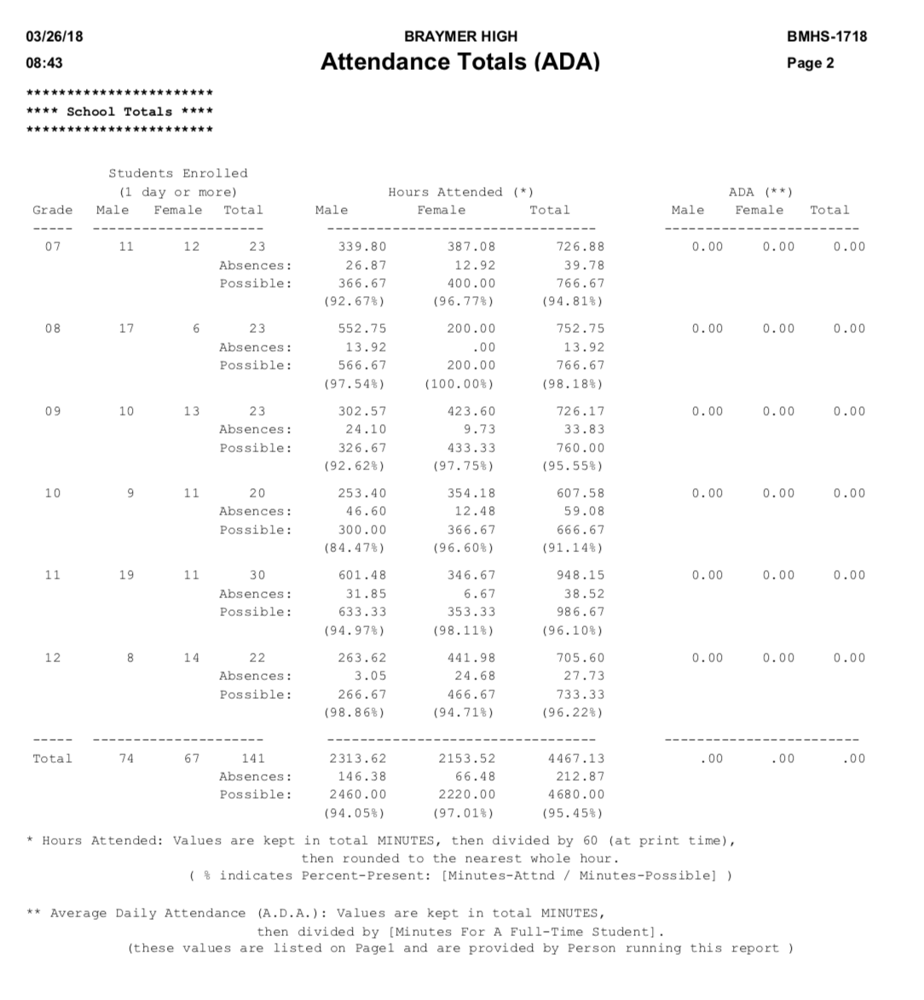 03/26/18 BRAYMER HIGH BMHS-1718
08:43 Attendance Totals (ADA) Page 2
***********************
**** School Totals ****
***********************
Students Enrolled
(1 day or more) Hours Attended (*) ADA (**)
Grade Male Female Total Male Female Total Male Female Total
----- --------------------- --------------------------------- ------------------------
07 11 12 23 339.80 387.08 726.88 0.00 0.00 0.00
Absences: 26.87 12.92 39.78
Possible: 366.67 400.00 766.67
(92.67%) (96.77%) (94.81%)
08 17 6 23 552.75 200.00 752.75 0.00 0.00 0.00
Absences: 13.92 .00 13.92
Possible: 566.67 200.00 766.67
(97.54%) (100.00%) (98.18%)
09 10 13 23 302.57 423.60 726.17 0.00 0.00 0.00
Absences: 24.10 9.73 33.83
Possible: 326.67 433.33 760.00
(92.62%) (97.75%) (95.55%)
10 9 11 20 253.40 354.18 607.58 0.00 0.00 0.00
Absences: 46.60 12.48 59.08
Possible: 300.00 366.67 666.67
(84.47%) (96.60%) (91.14%)
11 19 11 30 601.48 346.67 948.15 0.00 0.00 0.00
Absences: 31.85 6.67 38.52
Possible: 633.33 353.33 986.67
(94.97%) (98.11%) (96.10%)
12 8 14 22 263.62 441.98 705.60 0.00 0.00 0.00
Absences: 3.05 24.68 27.73
Possible: 266.67 466.67 733.33
(98.86%) (94.71%) (96.22%)
----- --------------------- --------------------------------- ------------------------
Total 74 67 141 2313.62 2153.52 4467.13 .00 .00 .00
Absences: 146.38 66.48 212.87
Possible: 2460.00 2220.00 4680.00
(94.05%) (97.01%) (95.45%)
* Hours Attended: Values are kept in total MINUTES, then divided by 60 (at print time),
then rounded to the nearest whole hour.
( % indicates Percent-Present: [Minutes-Attnd / Minutes-Possible] )
** Average Daily Attendance (A.D.A.): Values are kept in total MINUTES,
then divided by [Minutes For A Full-Time Student].
(these values are listed on Page1 and are provided by Person running this report )